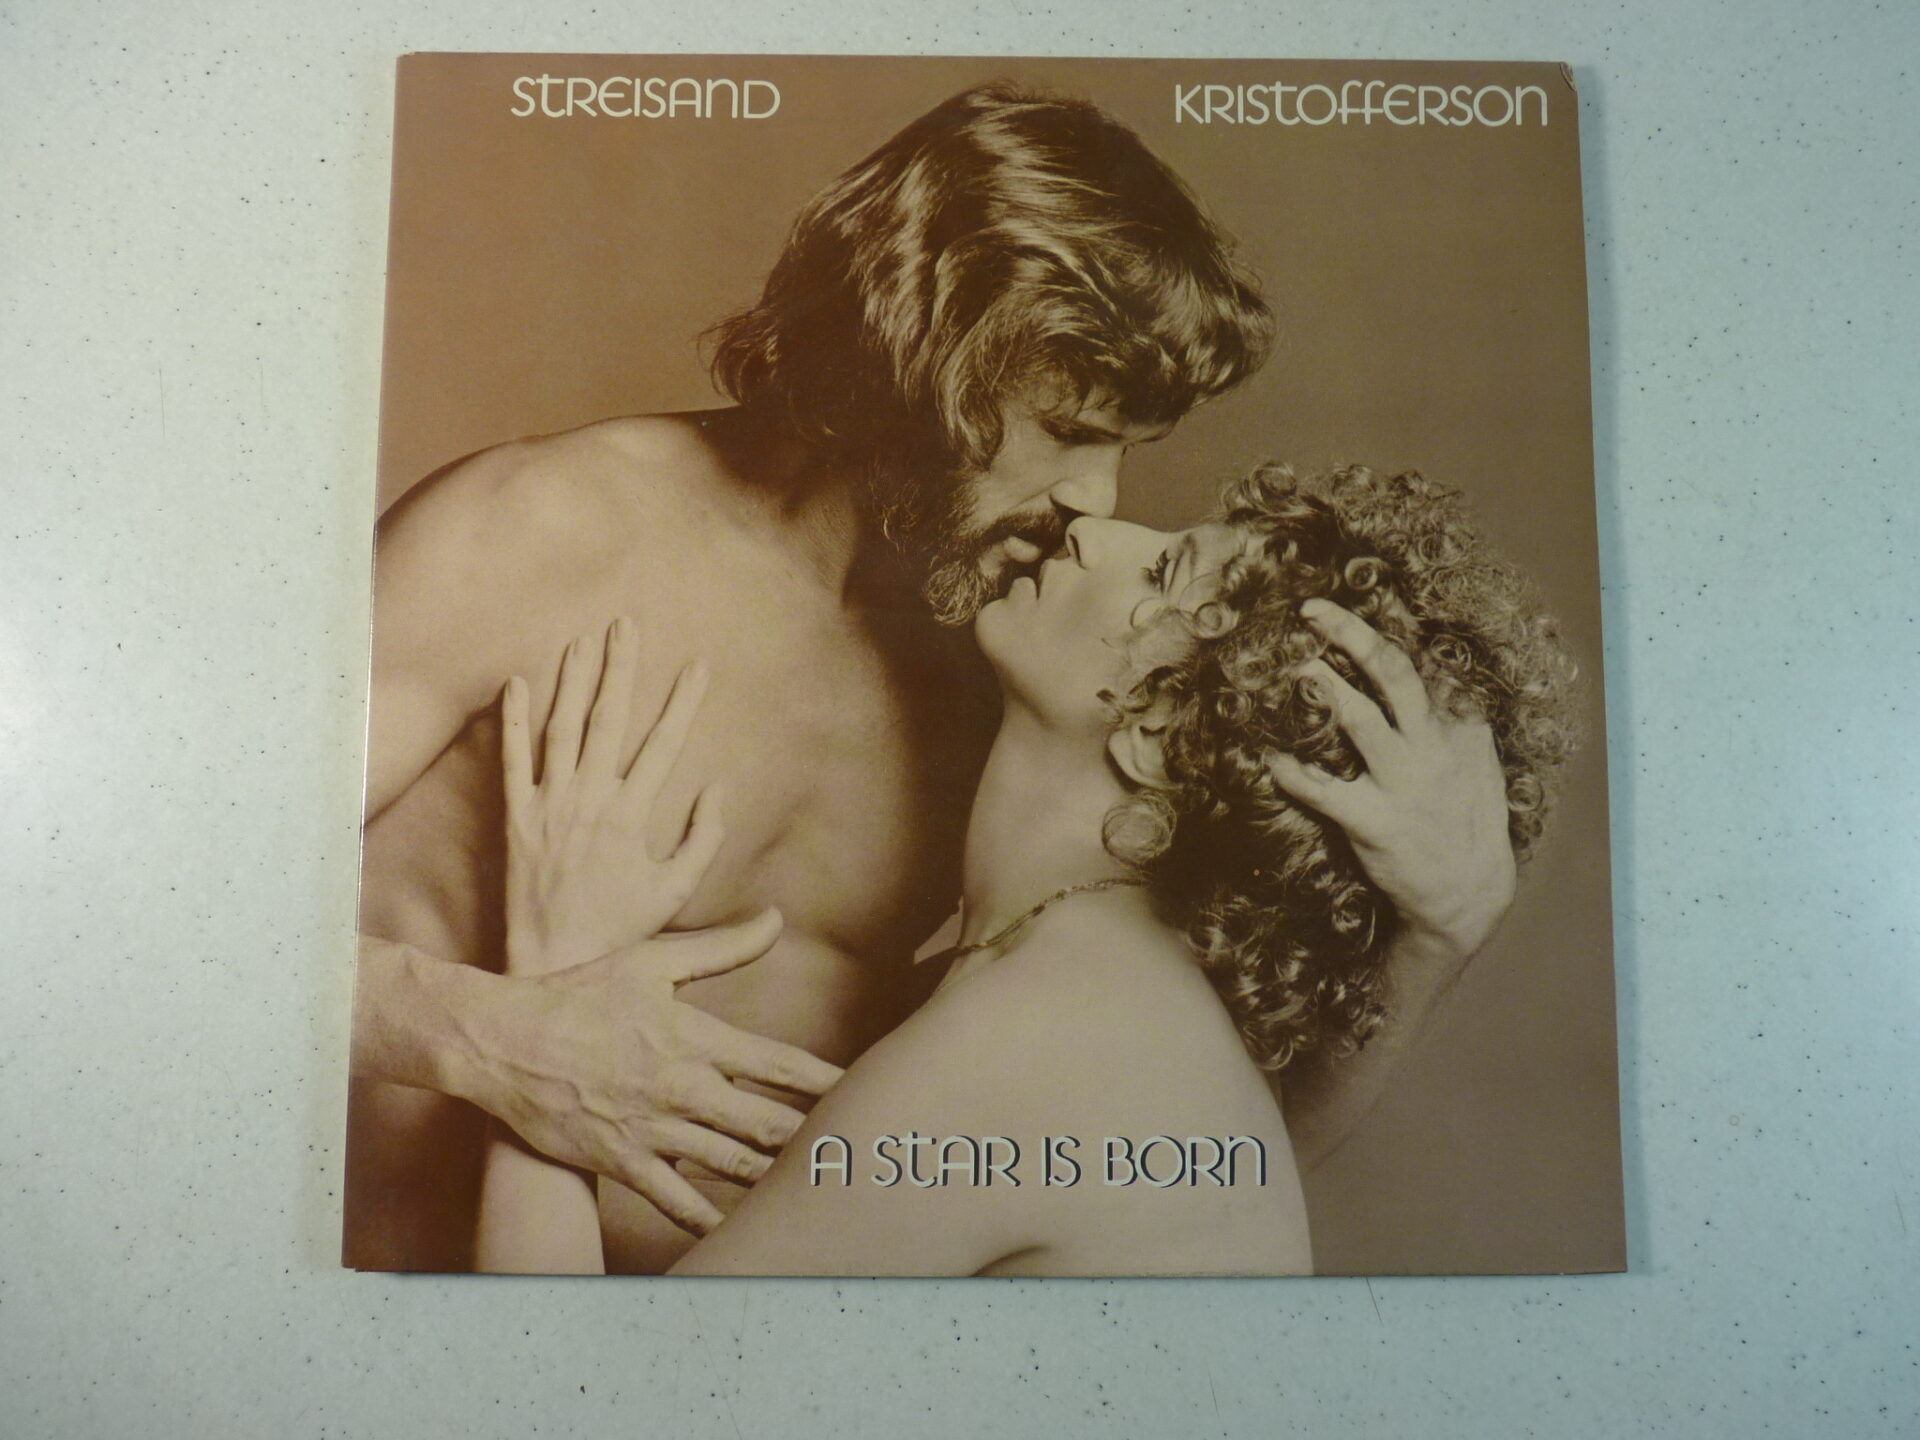 STREISAND KRISTOFFERSON
A STAR IS BORN